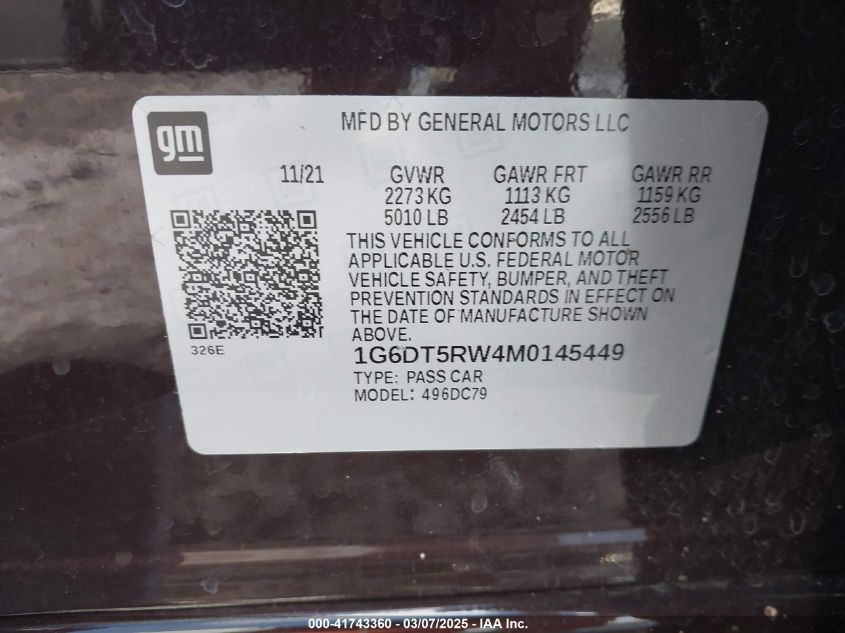 gm
MFD BY GENERAL MOTORS LLC
11/21 GVWR GAWR FRT GAWR RR
2273 KG 1113 KG 1159 KG
5010 LB 2454 LB 2556 LB
THIS VEHICLE CONFORMS TO ALL
APPLICABLE U.S. FEDERAL MOTOR
VEHICLE SAFETY, BUMPER, AND THEFT
PREVENTION STANDARDS IN EFFECT ON
THE DATE OF MANUFACTURE SHOWN
ABOVE.
326E
1G6DT5RW4M0145449
TYPE: PASS CAR
MODEL: 496DC79
000-41743360 - 03/07/2025 - IAA Inc.